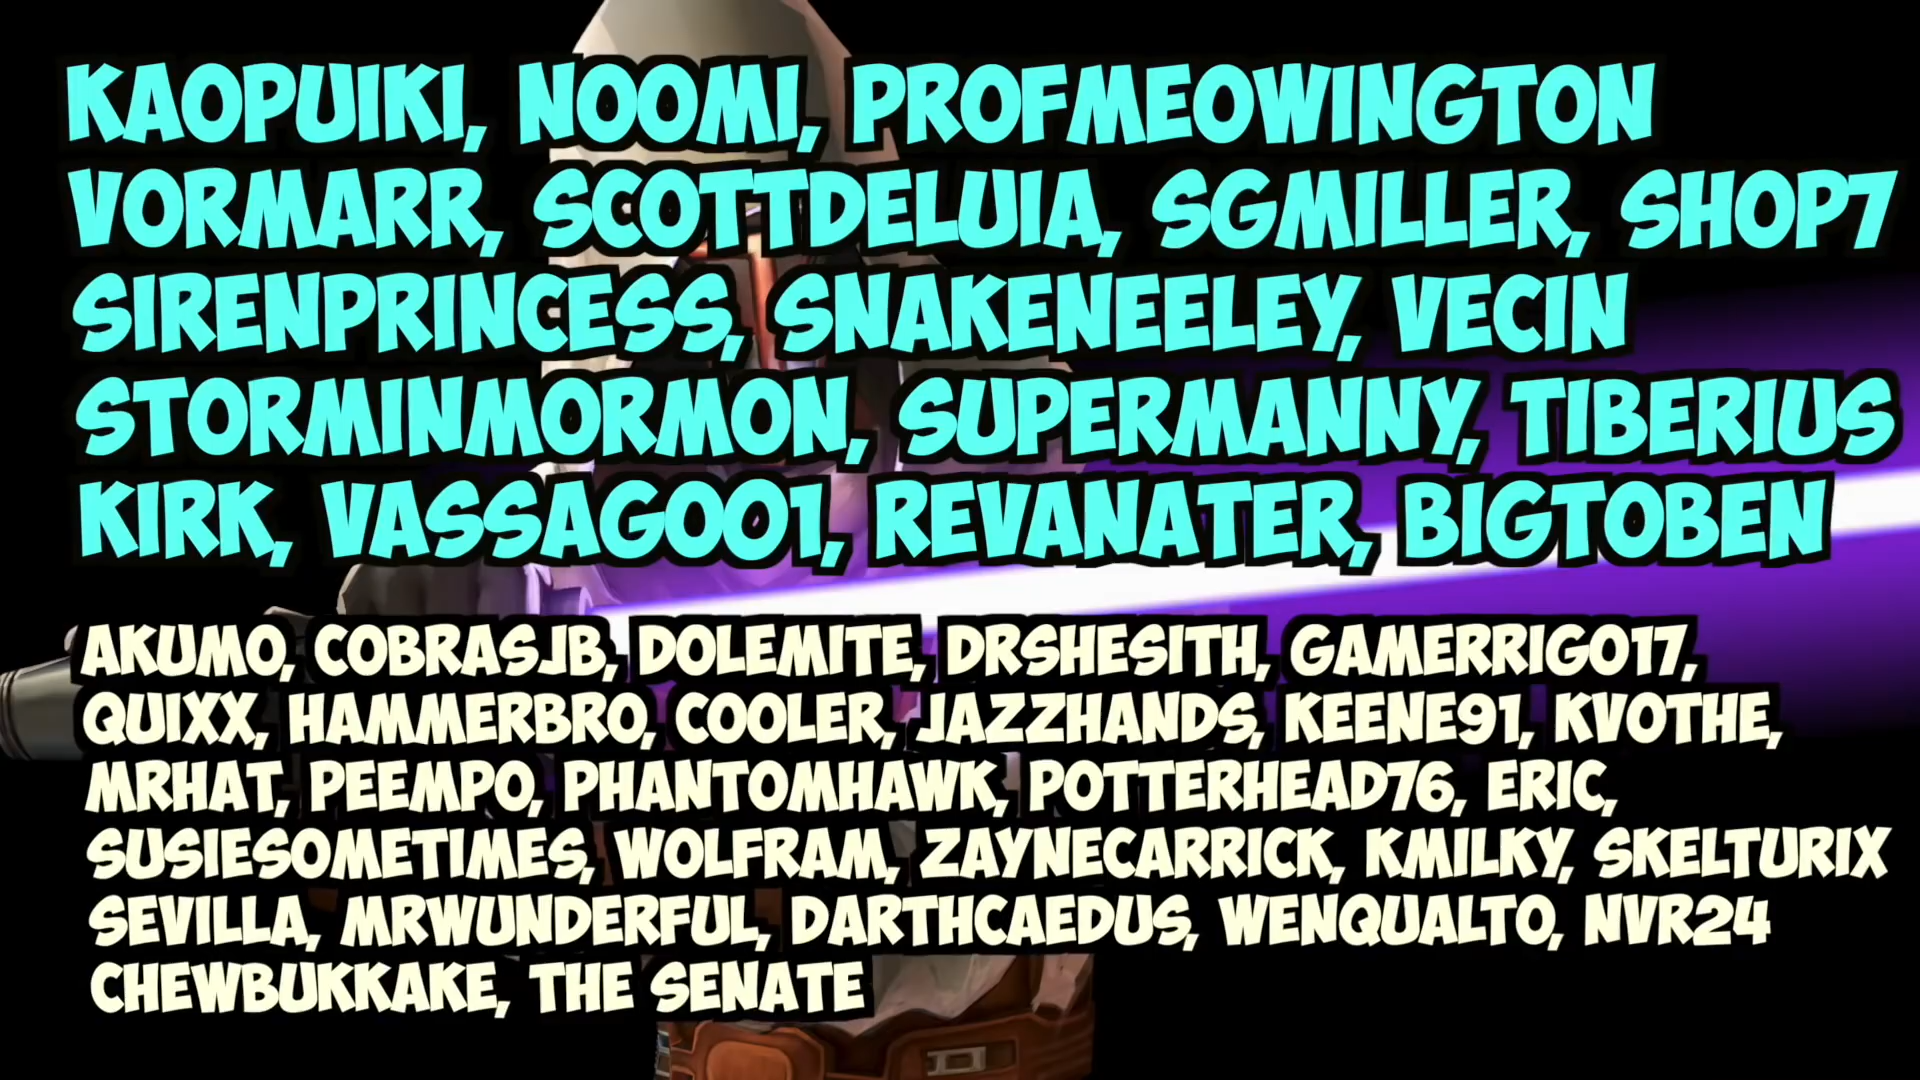 KAOPUIKI, NOOMI, PROFMEOWINGTON
VORMARR, SCOTTDELUIA, SGMILLER, SHOP7
SIRENPRINCESS, SNAKENEELEY, VECIN
STORMINMORMON, SUPERMANNY, TIBERIUS
KIRK, VASSAGO01, REVANATER, BIGTOBEN
AKUMO, COBRASJB, DOLEMITE, DRSHESITH, GAMERRIGO17,
QUIXX, HAMMERBRO, COOLER, JAZZHANDS, KEENE91, KVOTHE,
MRHAT, PEEMPO, PHANTOMHAWK, POTTERHEAD76, ERIC,
SUSIESOMETIMES, WOLFRAM, ZAYNECARRICK, KMILKY, SKELTURIX
SEVILLA, MRWUNDERFUL, DARTHCAEDUS, WENQUALTO, NVR24
CHEWBUKKAKE, THE SENATE